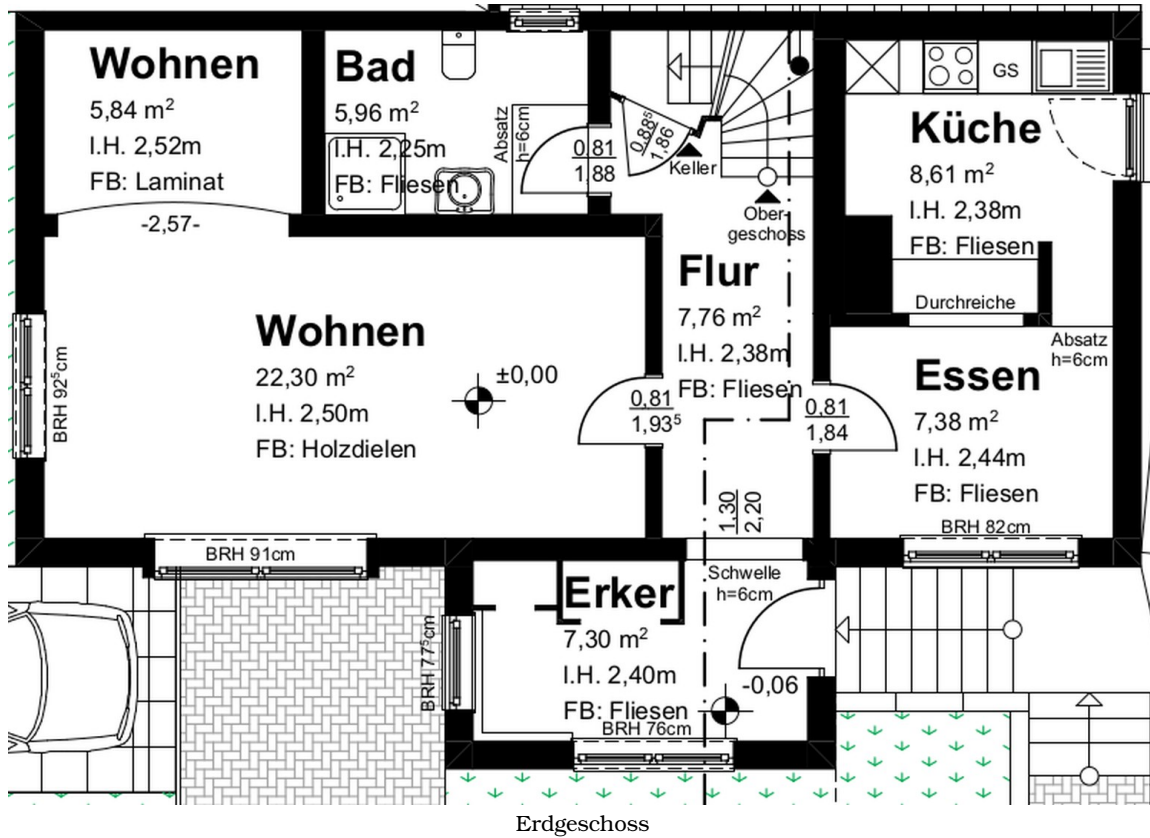 Wohnen
5,84 m²
I.H. 2,52m
FB: Laminat
-2,57-
Bad
5,96 m²
I.H. 2,25m
FB: Fliesen
Absatz
h=6cm
0,81
1,88
0,88⁵
1,86
Keller
Ober-
geschoss
GS
Küche
8,61 m²
I.H. 2,38m
FB: Fliesen
Durchreiche
Absatz
h=6cm
Flur
7,76 m²
I.H. 2,38m
FB: Fliesen
Wohnen
22,30 m²
I.H. 2,50m
FB: Holzdielen
±0,00
BRH 92⁵cm
0,81
1,93⁵
0,81
1,84
Essen
7,38 m²
I.H. 2,44m
FB: Fliesen
BRH 82cm
1,30
2,20
BRH 91cm
Schwelle
h=6cm
Erker
7,30 m²
I.H. 2,40m
FB: Fliesen
BRH 76cm
-0,06
BRH 77⁵cm
Erdgeschoss